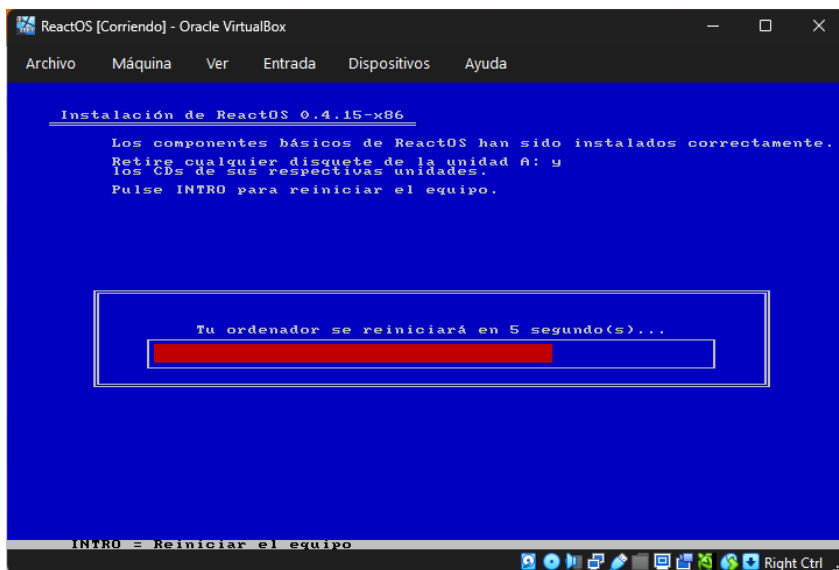 ReactOS [Corriendo] - Oracle VirtualBox
Archivo Máquina Ver Entrada Dispositivos Ayuda
Instalación de ReactOS 0.4.15-x86
Los componentes básicos de ReactOS han sido instalados correctamente.
Retire cualquier disquete de la unidad A: y
los CDs de sus respectivas unidades.
Pulse INTRO para reiniciar el equipo.
Tu ordenador se reiniciará en 5 segundo(s)...
INTRO = Reiniciar el equipo
Right Ctrl